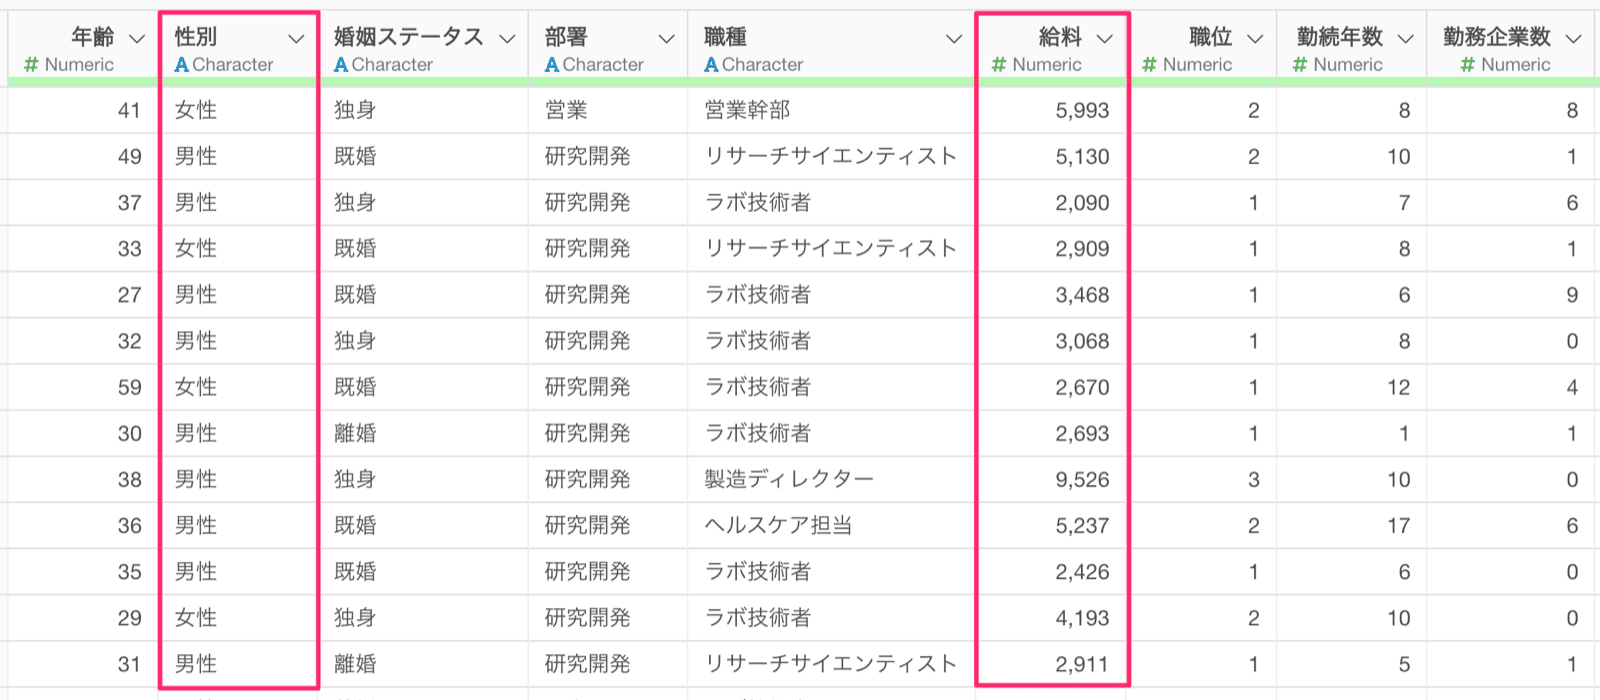 年齢 性別 婚姻ステータス 部署 職種 給料 職位 勤続年数 勤務企業数
# Numeric A Character A Character A Character A Character # Numeric # Numeric # Numeric # Numeric
41 女性 独身 営業 営業幹部 5,993 2 8 8
49 男性 既婚 研究開発 リサーチサイエンティスト 5,130 2 10 1
37 男性 独身 研究開発 ラボ技術者 2,090 1 7 6
33 女性 既婚 研究開発 リサーチサイエンティスト 2,909 1 8 1
27 男性 既婚 研究開発 ラボ技術者 3,468 1 6 9
32 男性 独身 研究開発 ラボ技術者 3,068 1 8 0
59 女性 既婚 研究開発 ラボ技術者 2,670 1 12 4
30 男性 離婚 研究開発 ラボ技術者 2,693 1 1 1
38 男性 独身 研究開発 製造ディレクター 9,526 3 10 0
36 男性 既婚 研究開発 ヘルスケア担当 5,237 2 17 6
35 男性 既婚 研究開発 ラボ技術者 2,426 1 6 0
29 女性 独身 研究開発 ラボ技術者 4,193 2 10 0
31 男性 離婚 研究開発 リサーチサイエンティスト 2,911 1 5 1